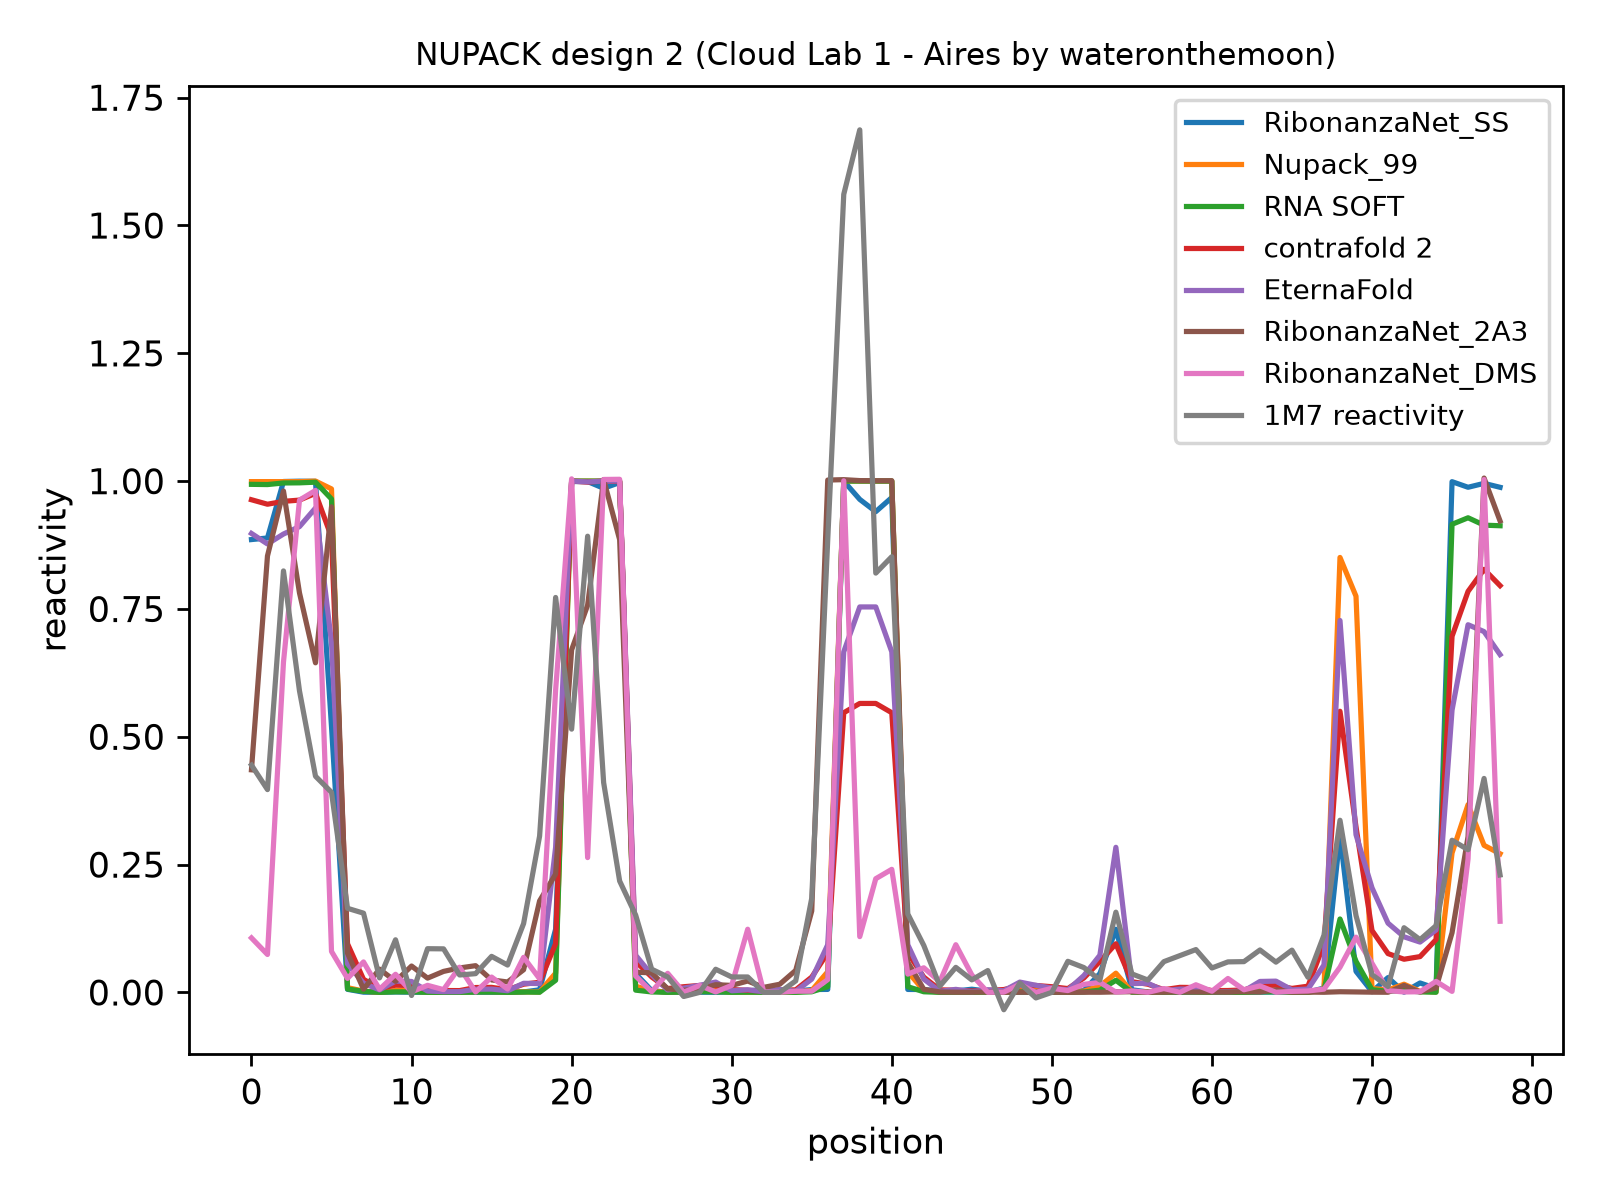 NUPACK design 2 (Cloud Lab 1 - Aires by wateronthemoon)
1.75
1.50
1.25
1.00
0.75
0.50
0.25
0.00
reactivity
RibonanzaNet_SS
Nupack_99
RNA SOFT
contrafold 2
EternaFold
RibonanzaNet_2A3
RibonanzaNet_DMS
1M7 reactivity
0 10 20 30 40 50 60 70 80
position